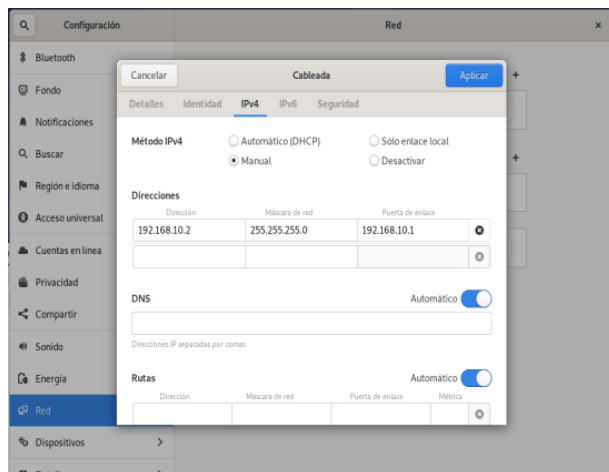 Configuración
Red
Bluetooth
Fondo
Notificaciones
Buscar
Región e idioma
Acceso universal
Cuentas en línea
Privacidad
Compartir
Sonido
Energía
Red
Dispositivos
Cancelar
Cableada
Aplicar
Detalles Identidad IPv4 IPv6 Seguridad
Método IPv4
Automático (DHCP)
Sólo enlace local
Manual
Desactivar
Direcciones
Dirección Máscara de red Puerta de enlace
192.168.10.2 255.255.255.0 192.168.10.1
DNS
Automático
Direcciones IP separadas por comas
Rutas
Automático
Dirección Máscara de red Puerta de enlace Métrica